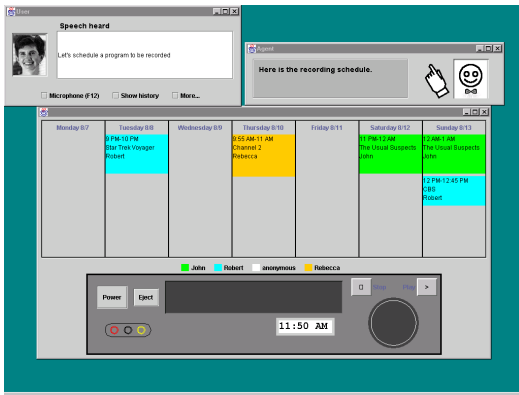 User
Speech heard
Let's schedule a program to be recorded
Microphone (F12) Show history More...
Agent
Here is the recording schedule.
Monday 8/7 Tuesday 8/8 Wednesday 8/9 Thursday 8/10 Friday 8/11 Saturday 8/12 Sunday 8/13
9 PM-10 PM
Star Trek Voyager
Robert
9:55 AM-11 AM
Channel 2
Rebecca
11 PM-12 AM
The Usual Suspects
John
12 AM-1 AM
The Usual Suspects
John
12 PM-12:45 PM
CBS
Robert
John Robert anonymous Rebecca
Power Eject
Stop Play >
11:50 AM